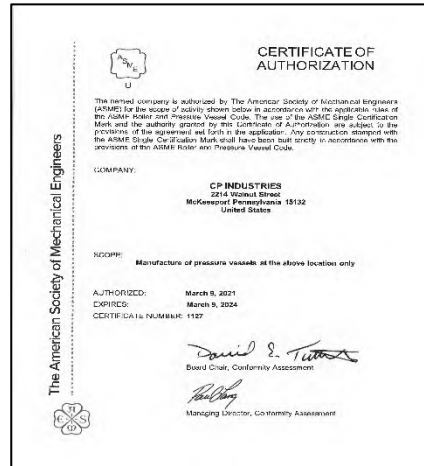 ASME
U
CERTIFICATE OF
AUTHORIZATION
The named company is authorized by The American Society of Mechanical Engineers
(ASME) for the scope of activity shown below in accordance with the applicable rules of
the ASME Boiler and Pressure Vessel Code. The use of the ASME Single Certification
Mark and the authority granted by this Certificate of Authorization are subject to the
provisions of the agreement set forth in the application. Any construction stamped with
the ASME Single Certification Mark shall have been built strictly in accordance with the
provisions of the ASME Boiler and Pressure Vessel Code.
COMPANY:
CP INDUSTRIES
2214 Walnut Street
McKeesport Pennsylvania 15132
United States
SCOPE:
Manufacture of pressure vessels at the above location only
AUTHORIZED: March 9, 2021
EXPIRES: March 9, 2024
CERTIFICATE NUMBER: 1127
Board Chair, Conformity Assessment
Managing Director, Conformity Assessment
The American Society of Mechanical Engineers